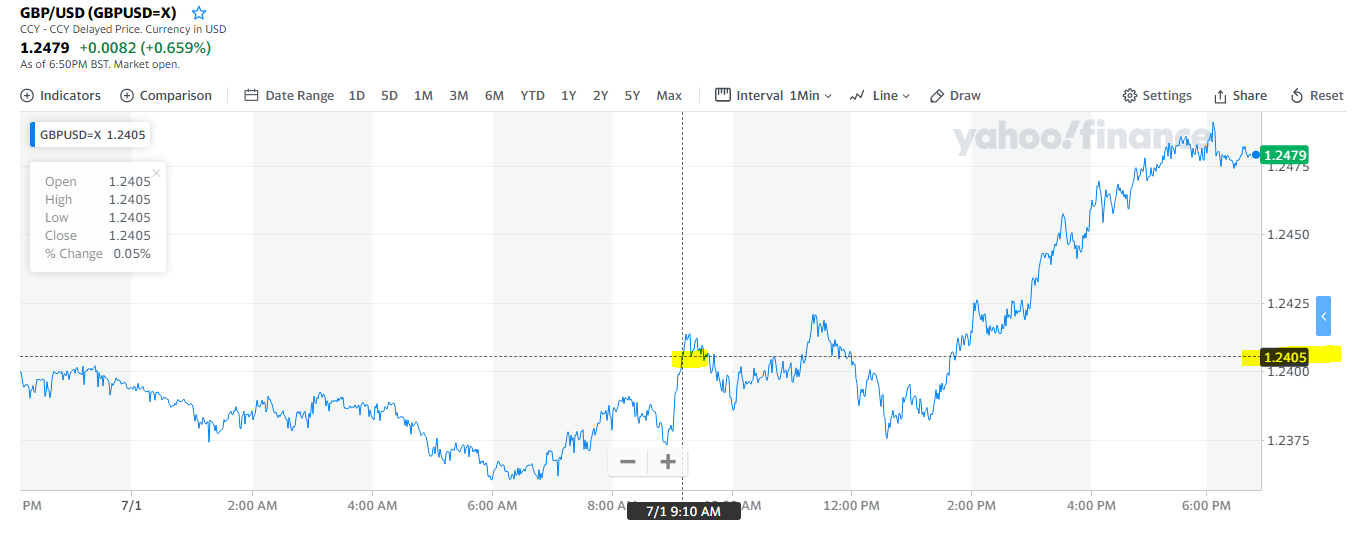 GBP/USD (GBPUSD=X)
CCY - CCY Delayed Price. Currency in USD
1.2479 +0.0082 (+0.659%)
As of 6:50PM BST. Market open.
Indicators Comparison Date Range 1D 5D 1M 3M 6M YTD 1Y 2Y 5Y Max Interval 1Min Line Draw Settings Share Reset
GBPUSD=X 1.2405
yahoo!finance
1.2479
1.2475
Open 1.2405
High 1.2405
Low 1.2405
Close 1.2405
% Change 0.05%
1.2450
1.2425
1.2405
1.2400
1.2375
PM 7/1 2:00 AM 4:00 AM 6:00 AM 8:00 AM 12:00 PM 2:00 PM 4:00 PM 6:00 PM
7/1 9:10 AM